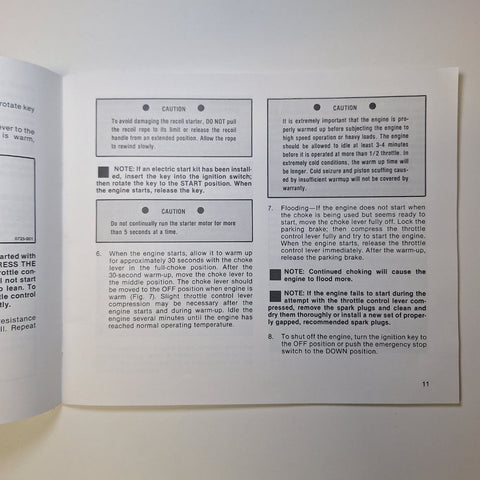 rotate key
ver to the
is warm,
0725-001
arted with
RESS THE
rottle con-
l not start
o lean. To
tle control
tly.
resistance
ll. Repeat
CAUTION
To avoid damaging the recoil starter, DO NOT pull
the recoil rope to its limit or release the recoil
handle from an extended position. Allow the rope
to rewind slowly.
NOTE: If an electric start kit has been install-
ed, insert the key into the ignition switch;
then rotate the key to the START position. When
the engine starts, release the key.
CAUTION
Do not continually run the starter motor for more
than 5 seconds at a time.
6. When the engine starts, allow it to warm up
for approximately 30 seconds with the choke
lever in the full-choke position. After the
30-second warmup, move the choke lever to
the middle position. The choke lever should
be moved to the OFF position when engine is
warm (Fig. 7). Slight throttle control lever
compression may be necessary after the
engine starts and during warmup. Idle the
engine several minutes until the engine has
reached normal operating temperature.
CAUTION
It is extremely important that the engine is pro-
perly warmed up before subjecting the engine to
high speed operation or heavy loads. The engine
should be allowed to idle at least 3-4 minutes
before it is operated at more than 1/2 throttle. In
extremely cold conditions, the warm up time will
be longer. Cold seizure and piston scuffing caus-
ed by insufficient warmup will not be covered by
warranty.
7. Flooding—If the engine does not start when
the choke is being used but seems ready to
start, move the choke lever fully off. Lock the
parking brake; then compress the throttle
control lever fully and try to start the engine.
When the engine starts, release the throttle
lever immediately. After the warm-up,
release the parking brake.
NOTE: Continued choking will cause the
engine to flood more.
NOTE: If the engine fails to start during the
attempt with the throttle control lever com-
pressed, remove the spark plugs and clean and
dry them thoroughly or install a new set of proper-
ly gapped, recommended spark plugs.
8. To shut off the engine, turn the ignition key to
the OFF position or push the emergency stop
switch to the DOWN position.
11